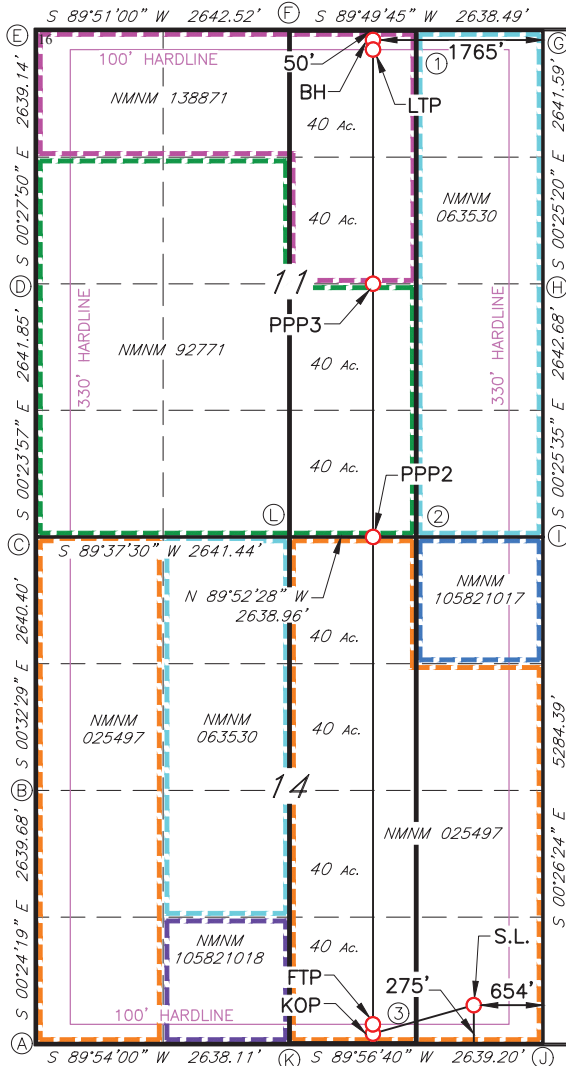 S 89°51'00" W 2642.52'
F
S 89°49'45" W 2638.49'
E
G
6
100' HARDLINE
50'
1765'
1
BH
LTP
NMNM 138871
40 Ac.
2639.14'
S 00°27'50" E
2641.59'
S 00°25'20" E
NMNM
063530
40 Ac.
D
11
H
PPP3
330' HARDLINE
330' HARDLINE
NMNM 92771
40 Ac.
2641.85'
S 00°23'57" E
2642.68'
S 00°25'35" E
40 Ac.
PPP2
L
2
C
I
S 89°37'30" W 2641.44'
N 89°52'28" W
2638.96'
NMNM
105821017
40 Ac.
2640.40'
S 00°32'29" E
NMNM
025497
NMNM
063530
40 Ac.
5284.39'
S 00°26'24" E
B
14
NMNM 025497
40 Ac.
2639.68'
S 00°24'19" E
NMNM
105821018
40 Ac.
S.L.
FTP
275'
654'
KOP
3
100' HARDLINE
A
S 89°54'00" W 2638.11'
K
S 89°56'40" W 2639.20'
J